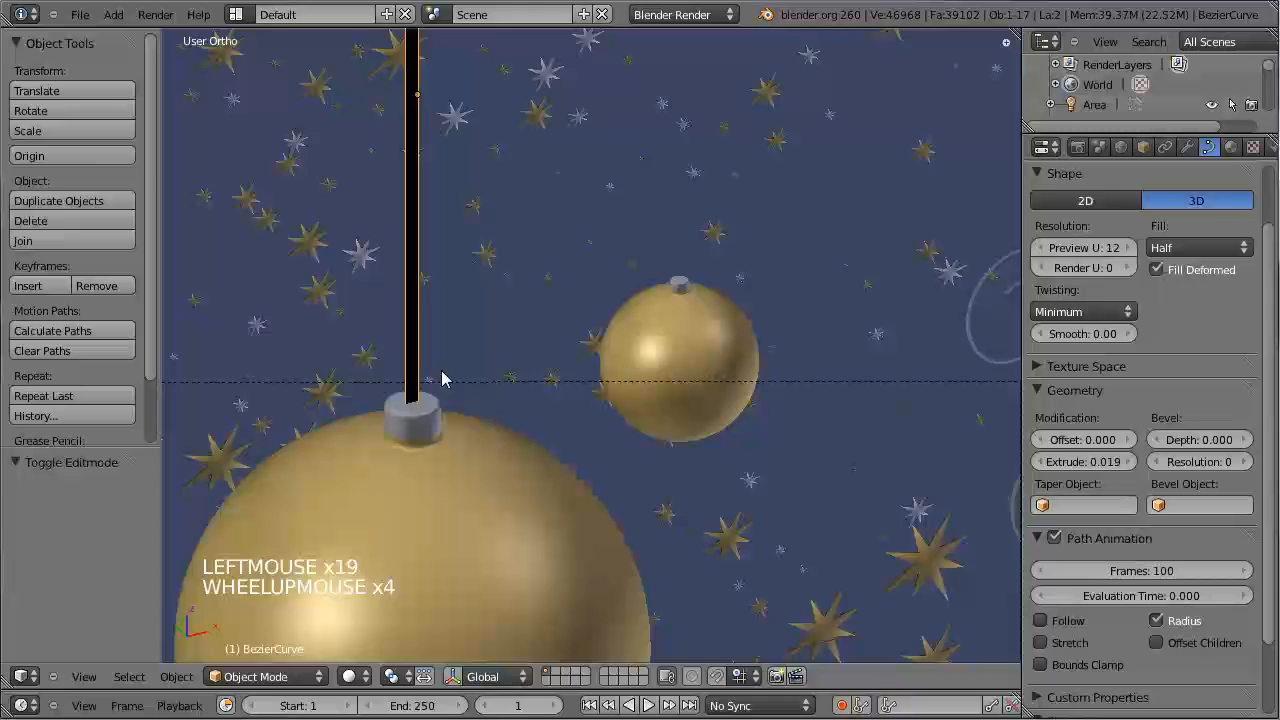 File Add Render Help Default Scene Blender Render blender.org 260 | Ve:46968 | Fa:39102 | Ob:1-17 | La:2 | Mem:39.37M (22.52M) | BezierCurve
Object Tools
Transform:
Translate
Rotate
Scale
Origin
Object:
Duplicate Objects
Delete
Join
Keyframes:
Insert Remove
Motion Paths:
Calculate Paths
Clear Paths
Repeat:
Repeat Last
History...
Grease Pencil:
Toggle Editmode
User Ortho
LEFTMOUSE x19
WHEELUPMOUSE x4
(1) BezierCurve
View Select Object Object Mode Global
View Frame Playback Start: 1 End: 250 1 No Sync
View Search All Scenes
RenderLayers
World
Area
Shape
2D 3D
Resolution: Fill:
Preview U: 12 Half
Render U: 0 Fill Deformed
Twisting:
Minimum
Smooth: 0.00
Texture Space
Geometry
Modification: Bevel:
Offset: 0.000 Depth: 0.000
Extrude: 0.019 Resolution: 0
Taper Object: Bevel Object:
Path Animation
Frames: 100
Evaluation Time: 0.000
Follow Radius
Stretch Offset Children
Bounds Clamp
Custom Properties